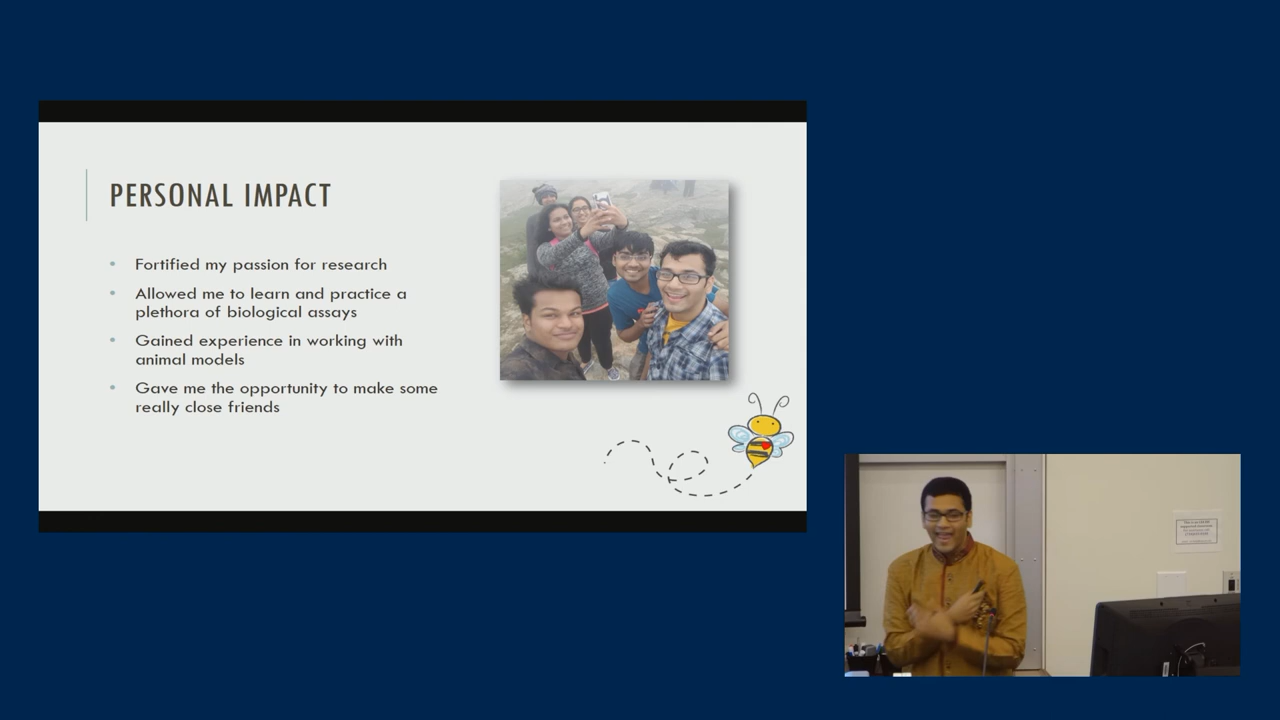 PERSONAL IMPACT
• Fortified my passion for research
• Allowed me to learn and practice a
plethora of biological assays
• Gained experience in working with
animal models
• Gave me the opportunity to make some
really close friends